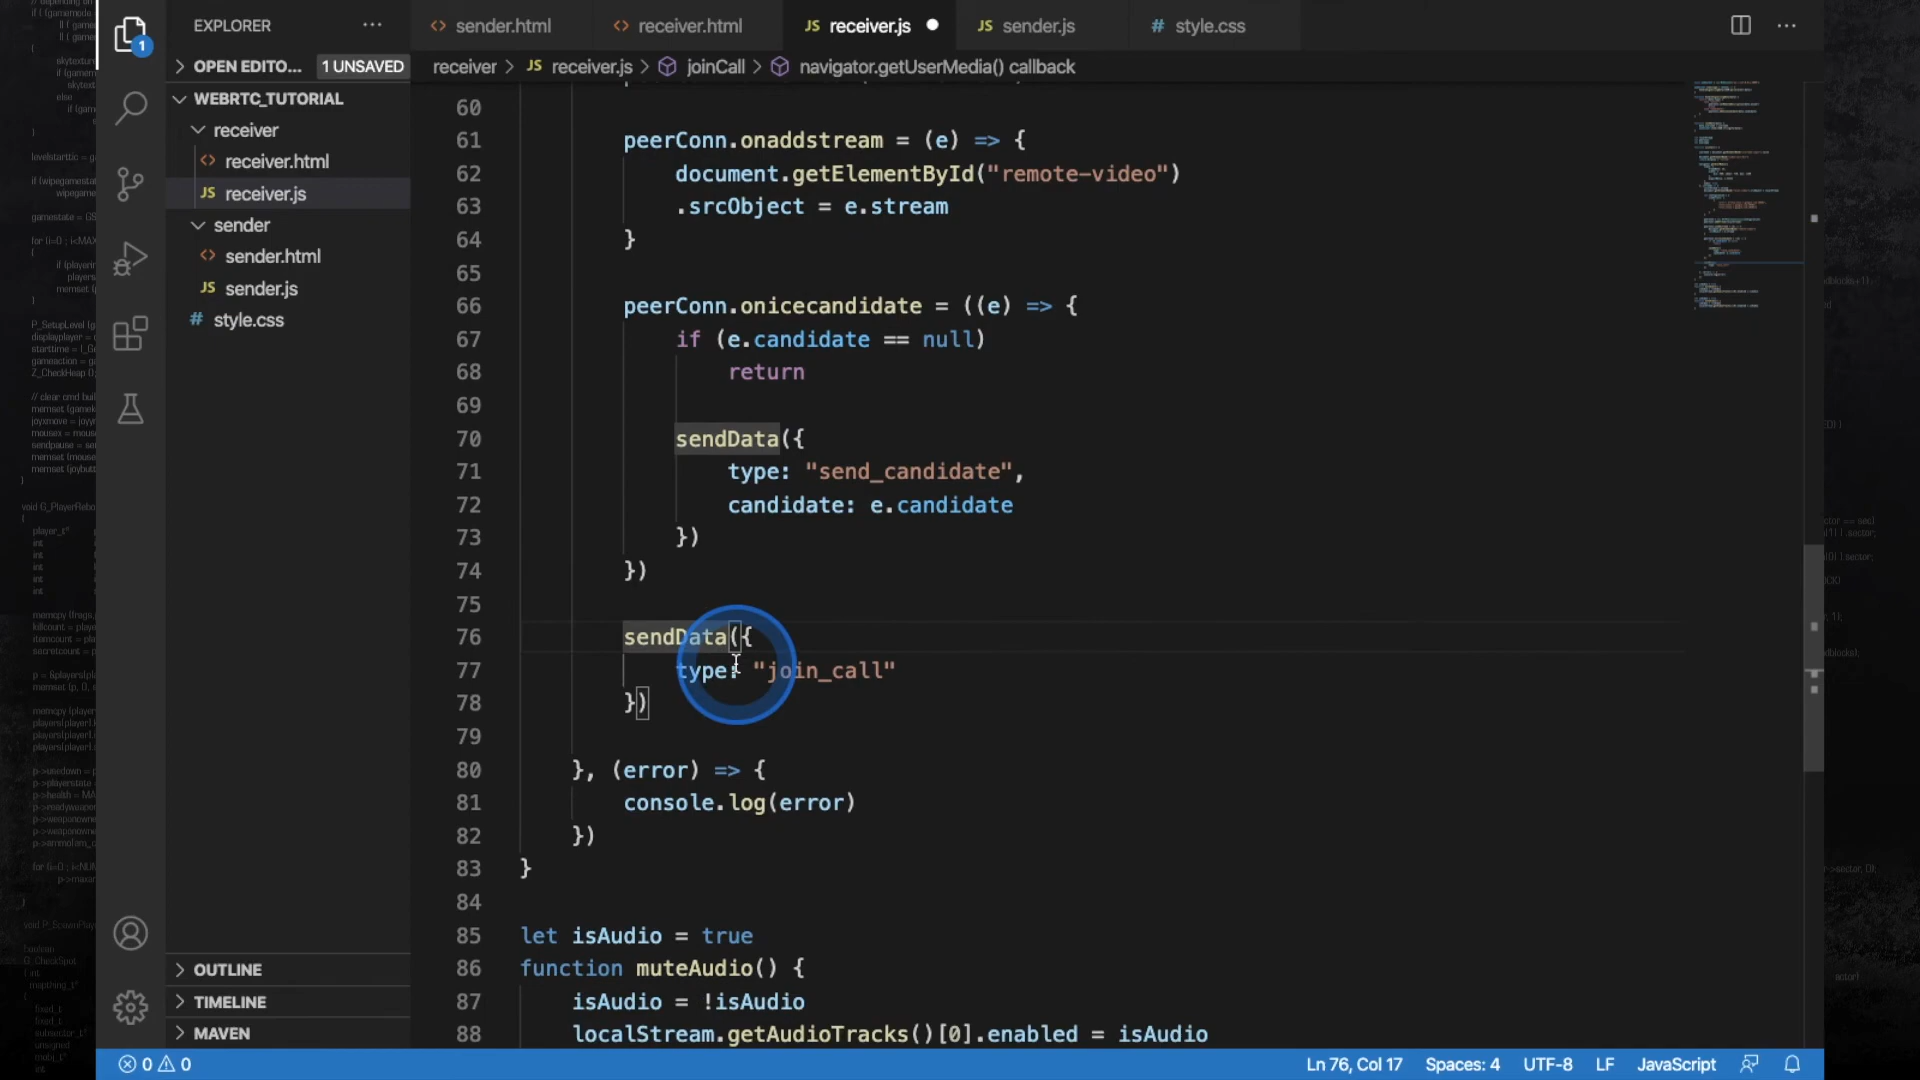 EXPLORER
sender.html
receiver.html
JS receiver.js
JS sender.js
# style.css
OPEN EDITO... 1 UNSAVED
receiver > JS receiver.js > joinCall > navigator.getUserMedia() callback
WEBRTC_TUTORIAL
receiver
receiver.html
JS receiver.js
sender
sender.html
JS sender.js
# style.css
OUTLINE
TIMELINE
MAVEN
1
60
61 peerConn.onaddstream = (e) => {
62 document.getElementById("remote-video")
63 .srcObject = e.stream
64 }
65
66 peerConn.onicecandidate = ((e) => {
67 if (e.candidate == null)
68 return
69
70 sendData({
71 type: "send_candidate",
72 candidate: e.candidate
73 })
74 })
75
76 sendData({
77 type: "join_call"
78 })
79
80 }, (error) => {
81 console.log(error)
82 })
83 }
84
85 let isAudio = true
86 function muteAudio() {
87 isAudio = !isAudio
88 localStream.getAudioTracks()[0].enabled = isAudio
0 0
Ln 76, Col 17 Spaces: 4 UTF-8 LF JavaScript